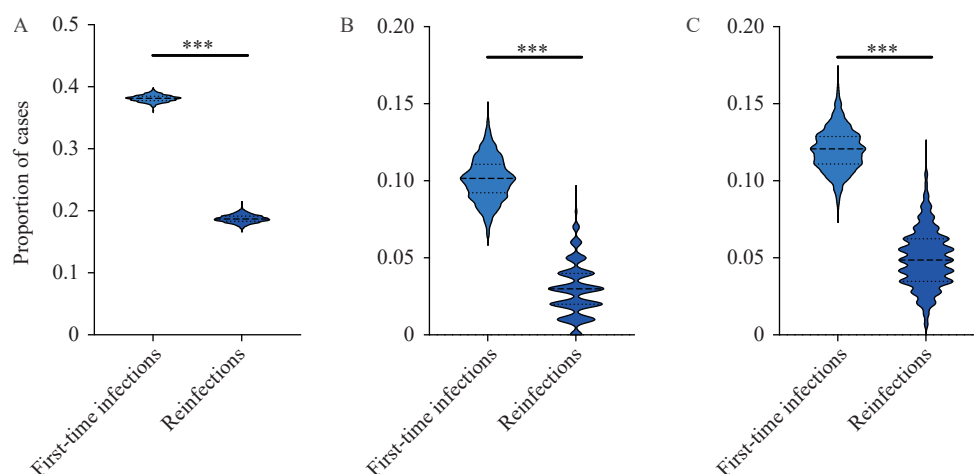 A
Proportion of cases
0.5
0.4
0.3
0.2
0.1
0
***
First-time infections
Reinfections
B
0.20
0.15
0.10
0.05
0
***
First-time infections
Reinfections
C
0.20
0.15
0.10
0.05
0
***
First-time infections
Reinfections